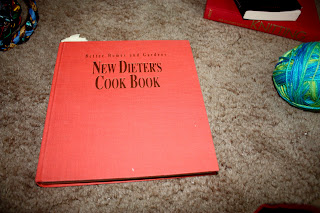 Better Homes and Gardens
New Dieter's
Cook Book